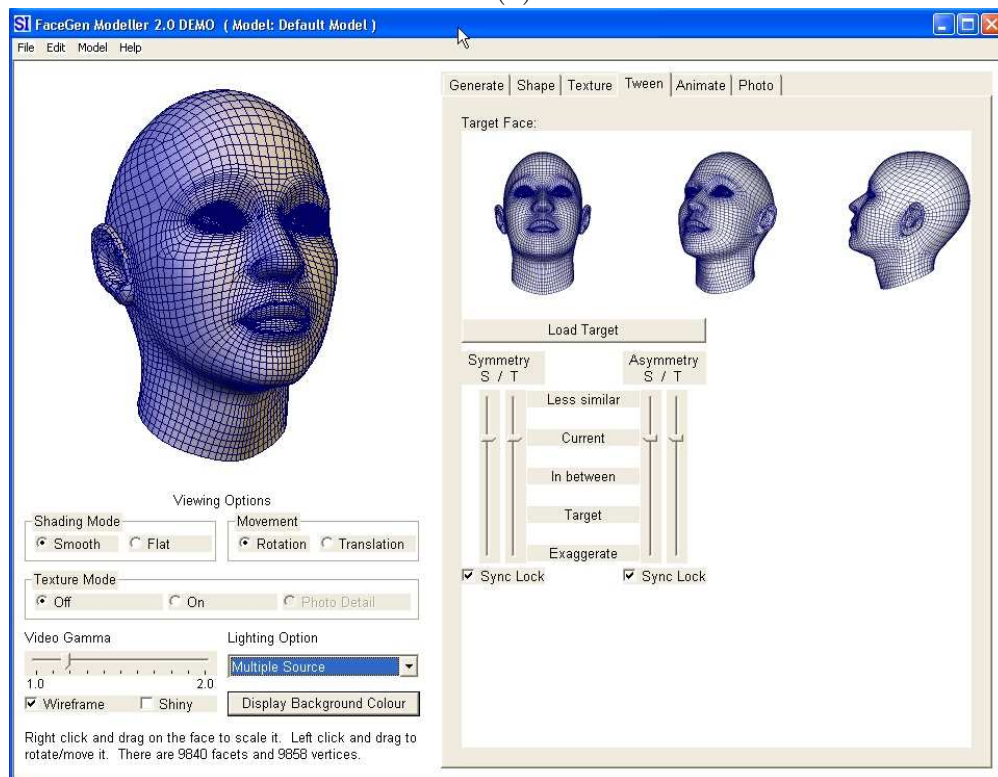 SI FaceGen Modeller 2.0 DEMO ( Model: Default Model )
File Edit Model Help
Generate Shape Texture Tween Animate Photo
Target Face:
Load Target
Symmetry
S / T
Asymmetry
S / T
Less similar
Current
In between
Target
Exaggerate
Sync Lock
Sync Lock
Viewing Options
Shading Mode
Smooth Flat
Movement
Rotation Translation
Texture Mode
Off On Photo Detail
Video Gamma
1.0 2.0
Lighting Option
Multiple Source
Wireframe Shiny
Display Background Colour
Right click and drag on the face to scale it. Left click and drag to
rotate/move it. There are 9840 facets and 9858 vertices.